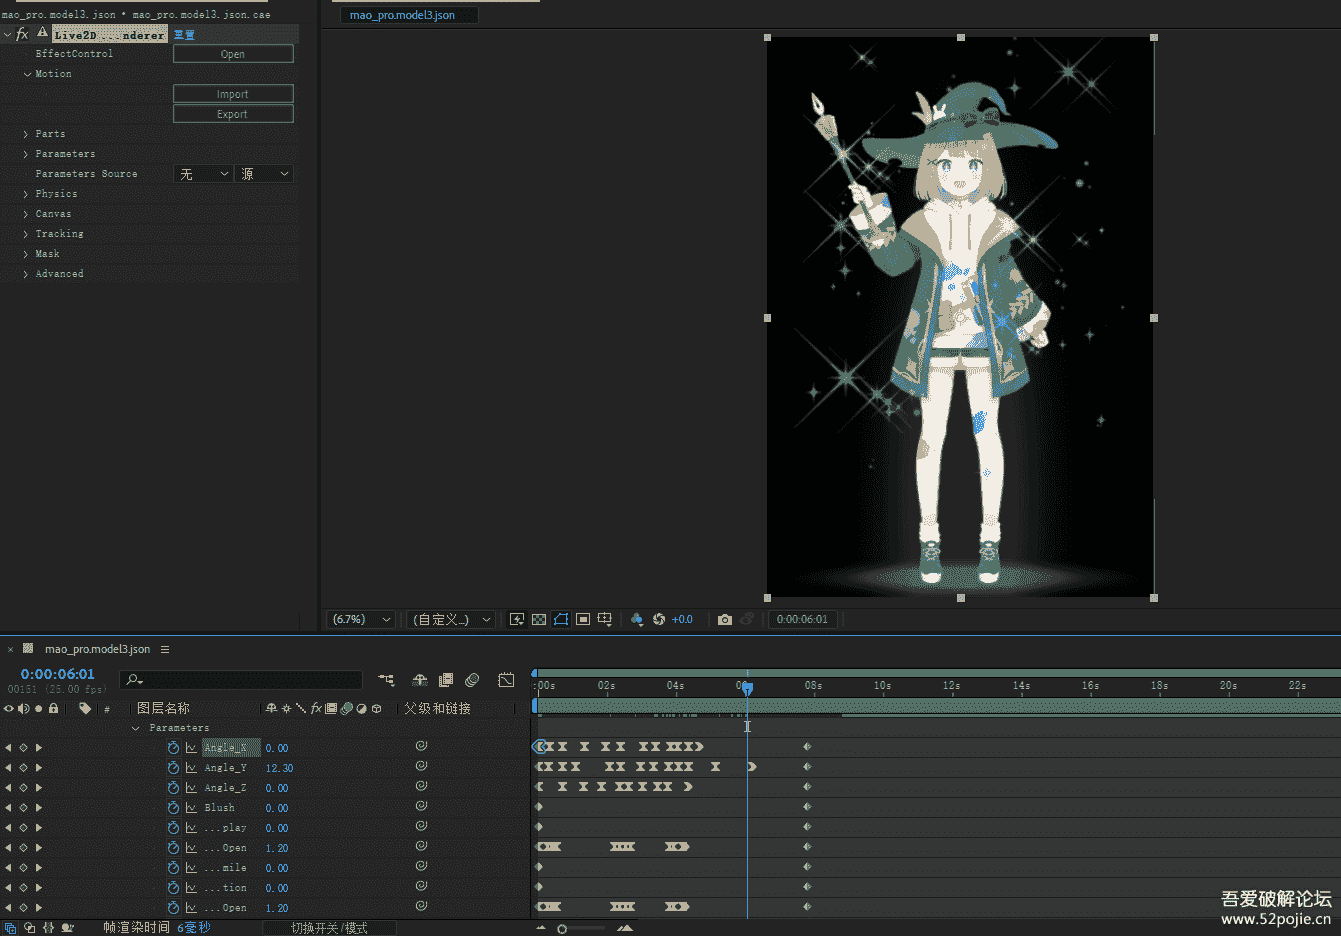 mao_pro.model3.json • mao_pro.model3.json.cae
fx Live2D ...nderer 重置
EffectControl Open
Motion
Import
Export
Parts
Parameters
Parameters Source 无 源
Physics
Canvas
Tracking
Mask
Advanced
mao_pro.model3.json
(6.7%) (自定义...) +0.0 0:00:06:01
mao_pro.model3.json
0:00:06:01
00151 (25.00 fps)
:00s 02s 04s 08s 10s 12s 14s 16s 18s 20s 22s
# 图层名称 fx 父级和链接
Parameters
Angle_X 0.00
Angle_Y 12.30
Angle_Z 0.00
Blush 0.00
...play 0.00
...Open 1.20
...mile 0.00
...tion 0.00
...Open 1.20
帧渲染时间 6毫秒 切换开关/模式
吾爱破解论坛
www.52pojie.cn